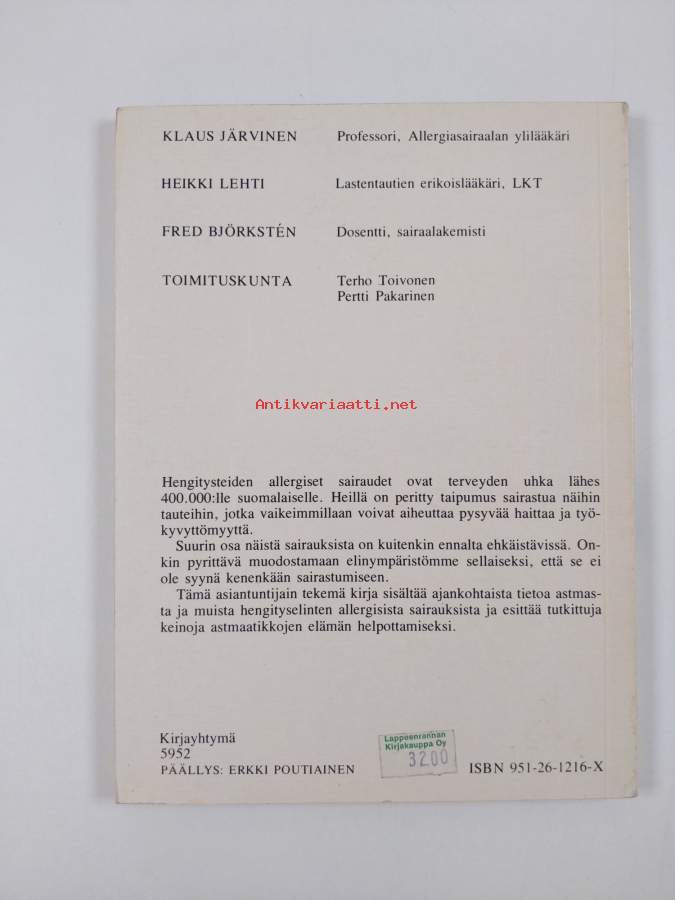 KLAUS JÄRVINEN Professori, Allergiasairaalan ylilääkäri
HEIKKI LEHTI Lastentautien erikoislääkäri, LKT
FRED BJÖRKSTÉN Dosentti, sairaalakemisti
TOIMITUSKUNTA Terho Toivonen
Pertti Pakarinen
Antikvariaatti.net
Hengitysteiden allergiset sairaudet ovat terveyden uhka lähes
400.000:lle suomalaiselle. Heillä on peritty taipumus sairastua näihin
tauteihin, jotka vaikeimmillaan voivat aiheuttaa pysyvää haittaa ja työ-
kyvyttömyyttä.
Suurin osa näistä sairauksista on kuitenkin ennalta ehkäistävissä. On-
kin pyrittävä muodostamaan elinympäristömme sellaiseksi, että se ei
ole syynä kenenkään sairastumiseen.
Tämä asiantuntijain tekemä kirja sisältää ajankohtaista tietoa astmas-
ta ja muista hengityselinten allergisista sairauksista ja esittää tutkittuja
keinoja astmaatikkojen elämän helpottamiseksi.
Kirjayhtymä
5952
PÄÄLLYS: ERKKI POUTIAINEN
Lappeenrannan
Kirjakauppa Oy
3200
ISBN 951-26-1216-X